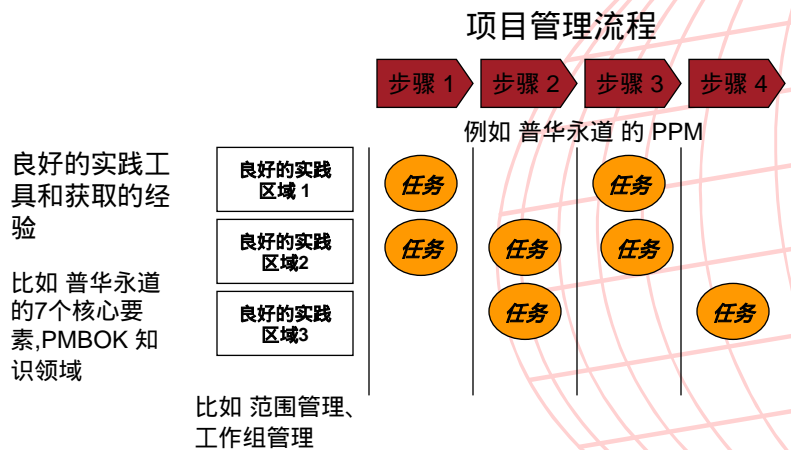 项目管理流程
步骤 1
步骤 2
步骤 3
步骤 4
例如 普华永道 的 PPM
良好的实践工
具和获取的经
验
比如 普华永道
的7个核心要
素,PMBOK 知
识领域
良好的实践
区域 1
任务
任务
良好的实践
区域2
任务
任务
任务
良好的实践
区域3
任务
任务
比如 范围管理、
工作组管理